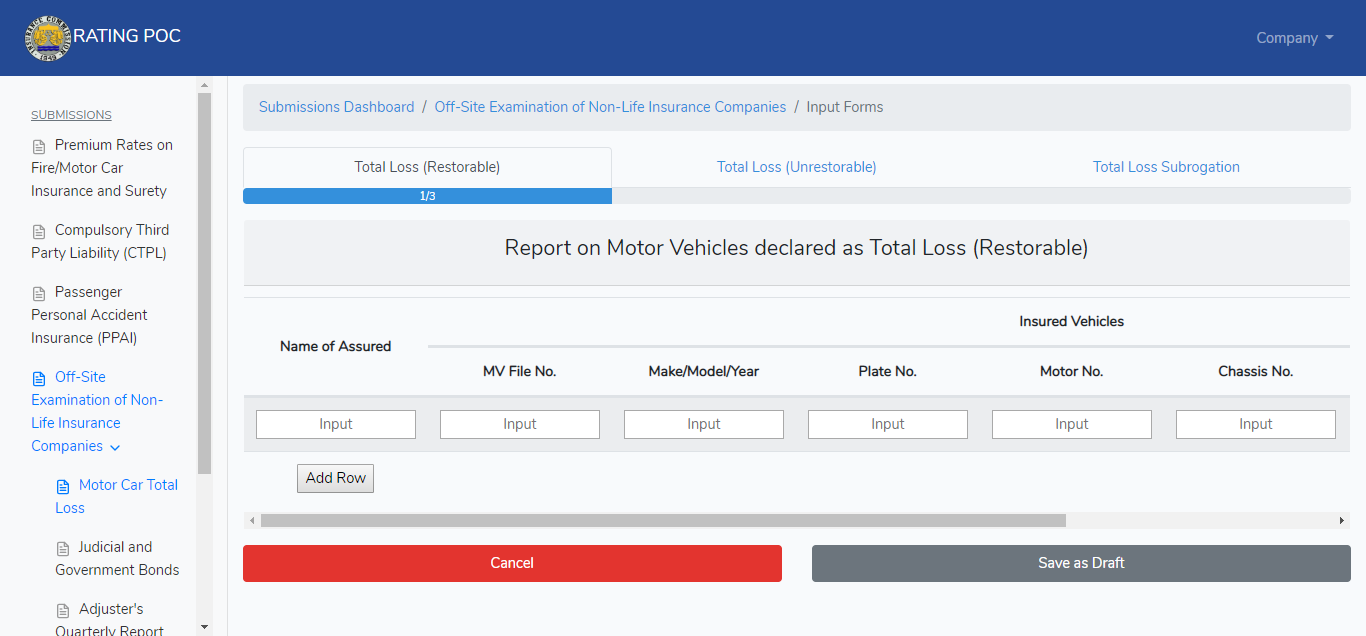 INSURANCE COMMISSION
1949
RATING POC
Company
SUBMISSIONS
Premium Rates on
Fire/Motor Car
Insurance and Surety
Compulsory Third
Party Liability (CTPL)
Passenger
Personal Accident
Insurance (PPAI)
Off-Site
Examination of Non-
Life Insurance
Companies
Motor Car Total
Loss
Judicial and
Government Bonds
Adjuster's
Quarterly Report
Submissions Dashboard / Off-Site Examination of Non-Life Insurance Companies / Input Forms
Total Loss (Restorable) Total Loss (Unrestorable) Total Loss Subrogation
1/3
Report on Motor Vehicles declared as Total Loss (Restorable)
Insured Vehicles
Name of Assured
MV File No. Make/Model/Year Plate No. Motor No. Chassis No.
Input Input Input Input Input Input
Add Row
Cancel Save as Draft